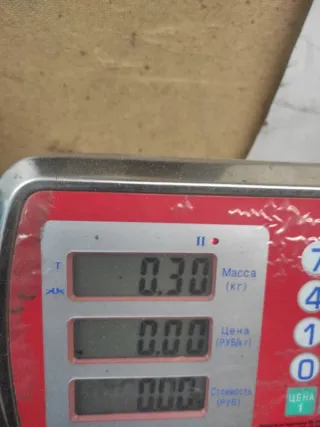 II
T
0.30 Масса
(кг)
7
4
0.00 Цена
(РУБ/кг)
1
0
0.00 Стоимость
(РУБ)
ЦЕНА
1